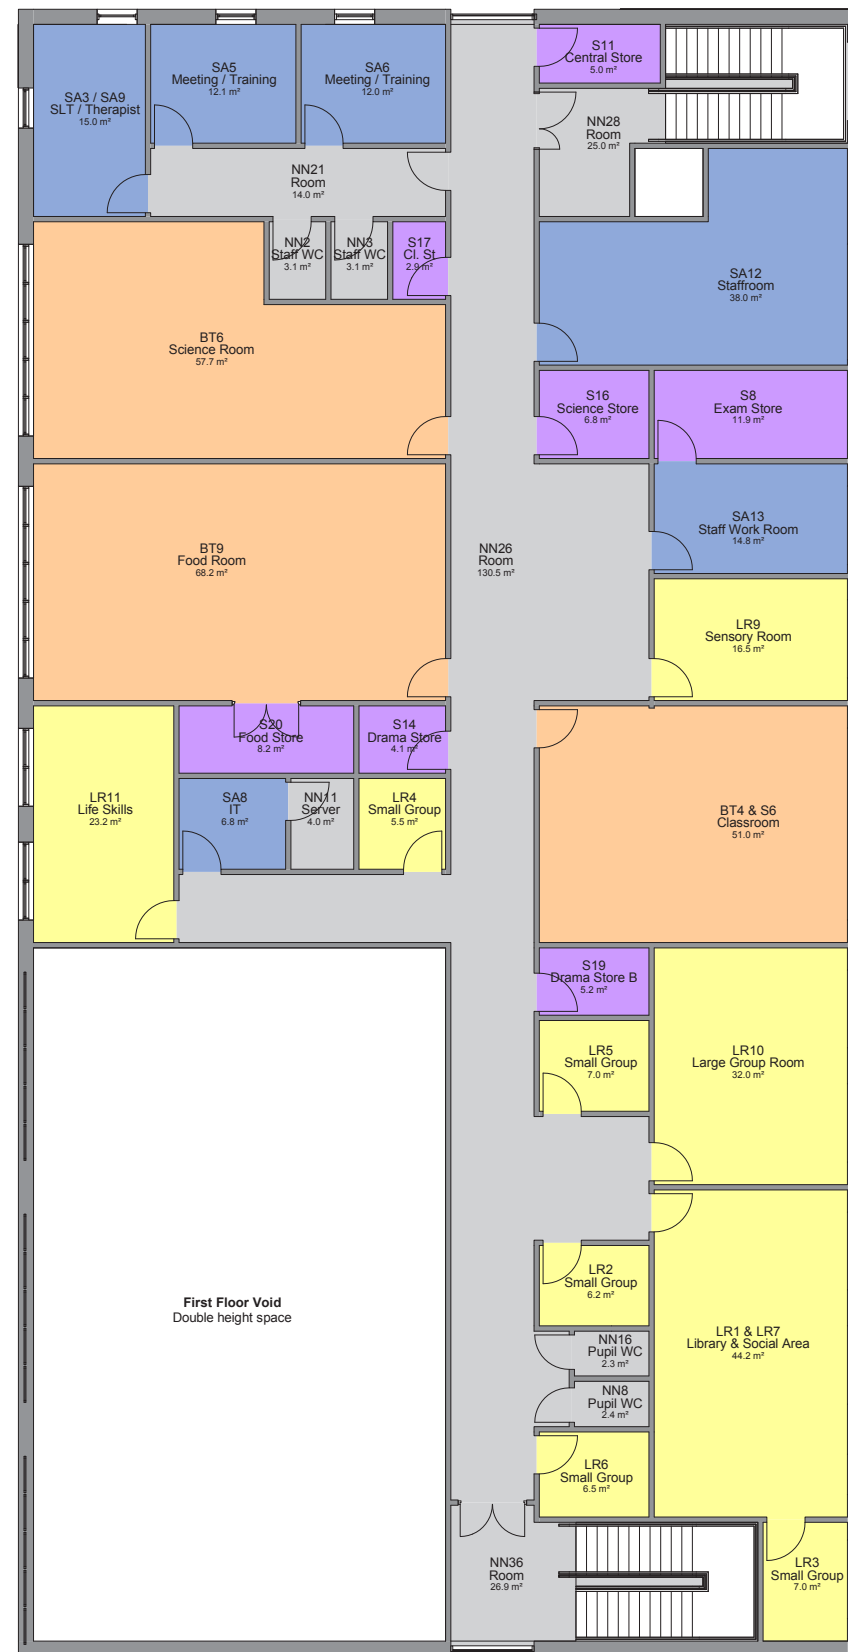 S11
Central Store
5.0 m²
SA5
Meeting / Training
12.1 m²
SA6
Meeting / Training
12.0 m²
SA3 / SA9
SLT / Therapist
15.0 m²
NN28
Room
25.0 m²
NN21
Room
14.0 m²
NN2
Staff WC
3.1 m²
NN3
Staff WC
3.1 m²
S17
Cl. St
2.9 m²
SA12
Staffroom
38.0 m²
BT6
Science Room
57.7 m²
S16
Science Store
6.8 m²
S8
Exam Store
11.9 m²
SA13
Staff Work Room
14.8 m²
BT9
Food Room
68.2 m²
NN26
Room
130.5 m²
LR9
Sensory Room
16.5 m²
S20
Food Store
8.2 m²
S14
Drama Store
4.1 m²
LR11
Life Skills
23.2 m²
SA8
IT
6.8 m²
NN11
Server
4.0 m²
LR4
Small Group
5.5 m²
BT4 & S6
Classroom
51.0 m²
S19
Drama Store B
5.2 m²
LR5
Small Group
7.0 m²
LR10
Large Group Room
32.0 m²
LR2
Small Group
6.2 m²
First Floor Void
Double height space
NN16
Pupil WC
2.3 m²
LR1 & LR7
Library & Social Area
44.2 m²
NN8
Pupil WC
2.4 m²
LR6
Small Group
6.5 m²
NN36
Room
26.9 m²
LR3
Small Group
7.0 m²